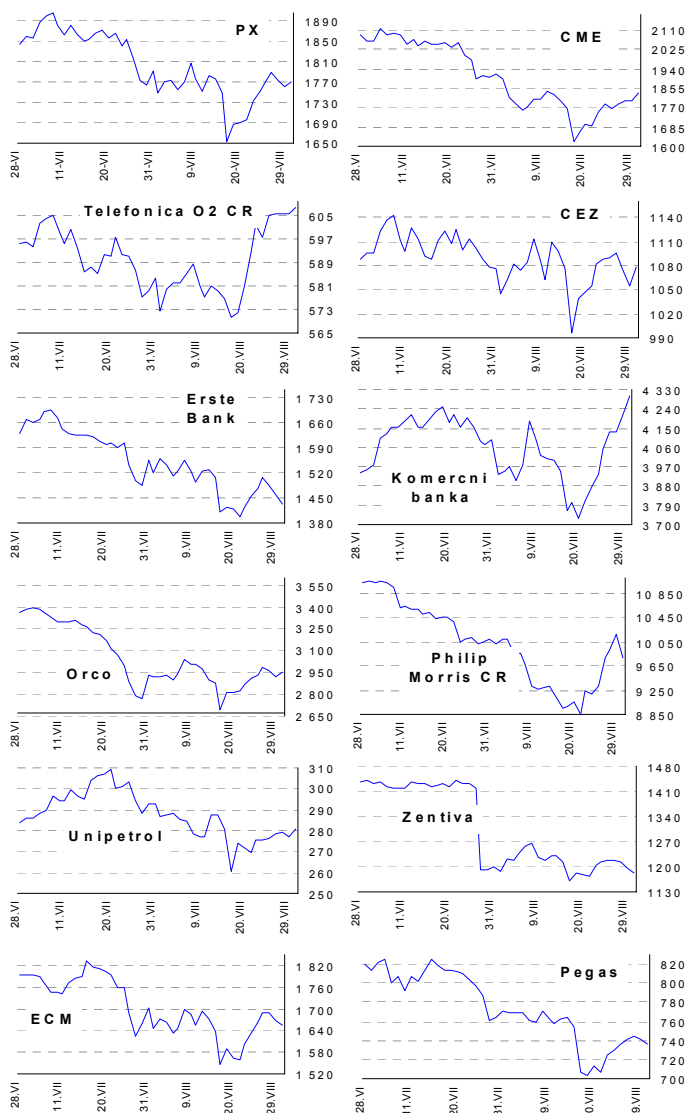 PX
1890
1850
1810
1770
1730
1690
1650
28-VI
11-VII
20-VII
31.VII
9.VIII
20.VIII
29.VIII
CME
2110
2025
1940
1855
1770
1685
1600
28.VI
11.VII
20.VII
31.VII
9.VIII
20.VIII
29.VIII
Telefonica O2 CR
605
597
589
581
573
565
28.VI
11.VII
20.VII
31.VII
9.VIII
20.VIII
29.VIII
CEZ
1140
1110
1080
1050
1020
990
28.VI
11.VII
20.VII
31.VII
9.VIII
20.VIII
29.VIII
Erste
Bank
1 730
1 660
1 590
1 520
1 450
1 380
28.VI
11.VII
20.VII
31.VII
9.VIII
20.VIII
29.VIII
Komercni
banka
4 330
4 240
4 150
4 060
3 970
3 880
3 790
3 700
28.VI
11.VII
20.VII
31.VII
9.VIII
20.VIII
29.VIII
Orco
3 550
3 400
3 250
3 100
2 950
2 800
2 650
28.VI
11.VII
20.VII
31.VII
9.VIII
20.VIII
29.VIII
Philip
Morris CR
10 850
10 450
10 050
9 650
9 250
8 850
28.VI
11.VII
20.VII
31.VII
9.VIII
20.VIII
29.VIII
Unipetrol
310
300
290
280
270
260
250
28.VI
11.VII
20.VII
31.VII
9.VIII
20.VIII
29.VIII
Zentiva
1480
1410
1340
1270
1200
1130
28.VI
11.VII
20.VII
31.VII
9.VIII
20.VIII
29.VIII
ECM
1 820
1 760
1 700
1 640
1 580
1 520
28.VI
11.VII
20.VII
31.VII
9.VIII
20.VIII
29.VIII
Pegas
820
800
780
760
740
720
700
28.VI
11.VII
20.VII
31.VII
9.VIII
0.VIII
9.VIII